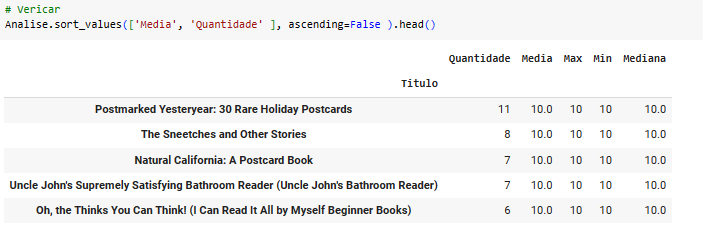 # Vericar
Analise.sort_values(['Media', 'Quantidade' ], ascending=False ).head()
Quantidade Media Max Min Mediana
Titulo
Postmarked Yesteryear: 30 Rare Holiday Postcards 11 10.0 10 10 10.0
The Sneetches and Other Stories 8 10.0 10 10 10.0
Natural California: A Postcard Book 7 10.0 10 10 10.0
Uncle John's Supremely Satisfying Bathroom Reader (Uncle John's Bathroom Reader) 7 10.0 10 10 10.0
Oh, the Thinks You Can Think! (I Can Read It All by Myself Beginner Books) 6 10.0 10 10 10.0